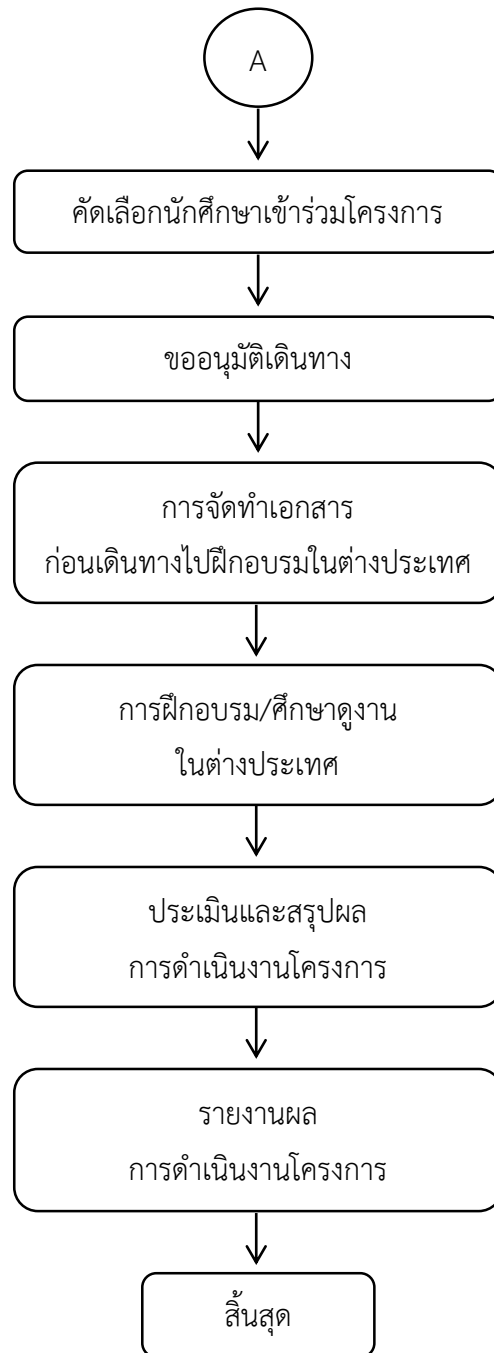 A
คัดเลือกนักศึกษาเข้าร่วมโครงการ
ขออนุมัติเดินทาง
การจัดทำเอกสาร
ก่อนเดินทางไปฝึกอบรมในต่างประเทศ
การฝึกอบรม/ศึกษาดูงาน
ในต่างประเทศ
ประเมินและสรุปผล
การดำเนินงานโครงการ
รายงานผล
การดำเนินงานโครงการ
สิ้นสุด